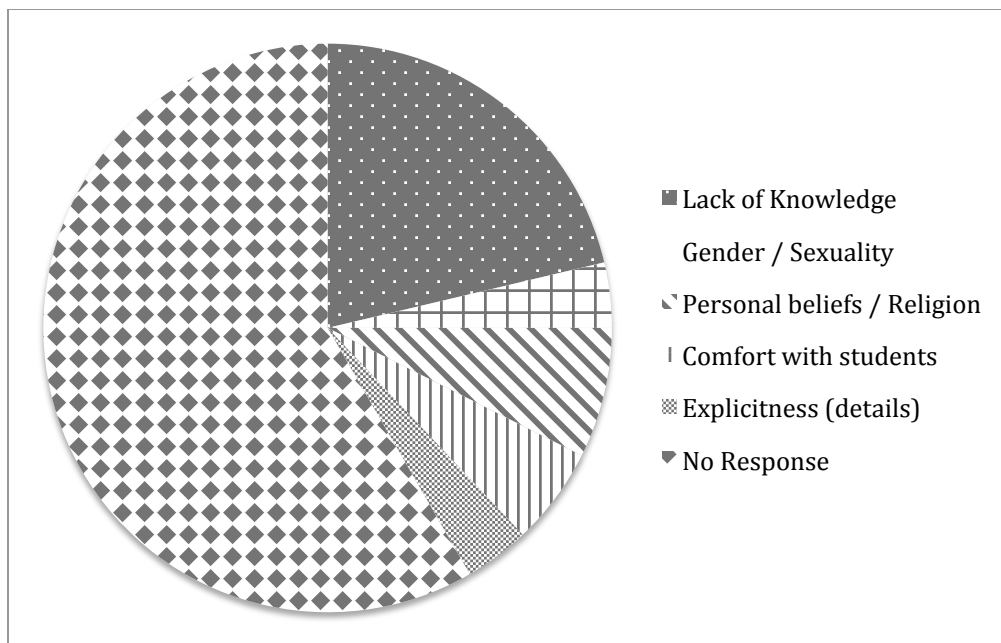 Lack of Knowledge
Gender / Sexuality
Personal beliefs / Religion
Comfort with students
Explicitness (details)
No Response